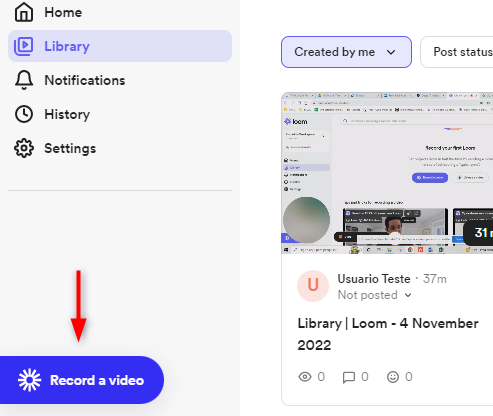 Home
Library
Notifications
History
Settings
Record a video
Created by me
Post status
loom
Record your first Loom
31
U
Usuario Teste · 37m
Not posted
Library | Loom - 4 November
2022
0 0 0